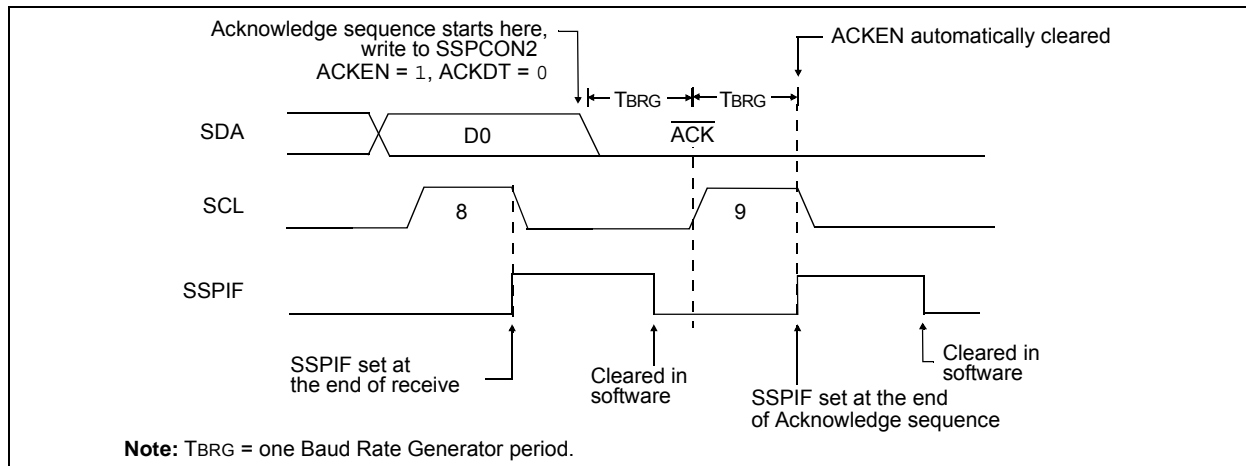 Acknowledge sequence starts here,
write to SSPCON2
ACKEN = 1, ACKDT = 0
ACKEN automatically cleared
TBRG
TBRG
SDA
D0
ACK
SCL
8
9
SSPIF
SSPIF set at
the end of receive
Cleared in
software
SSPIF set at the end
of Acknowledge sequence
Cleared in
software
Note: TBRG = one Baud Rate Generator period.